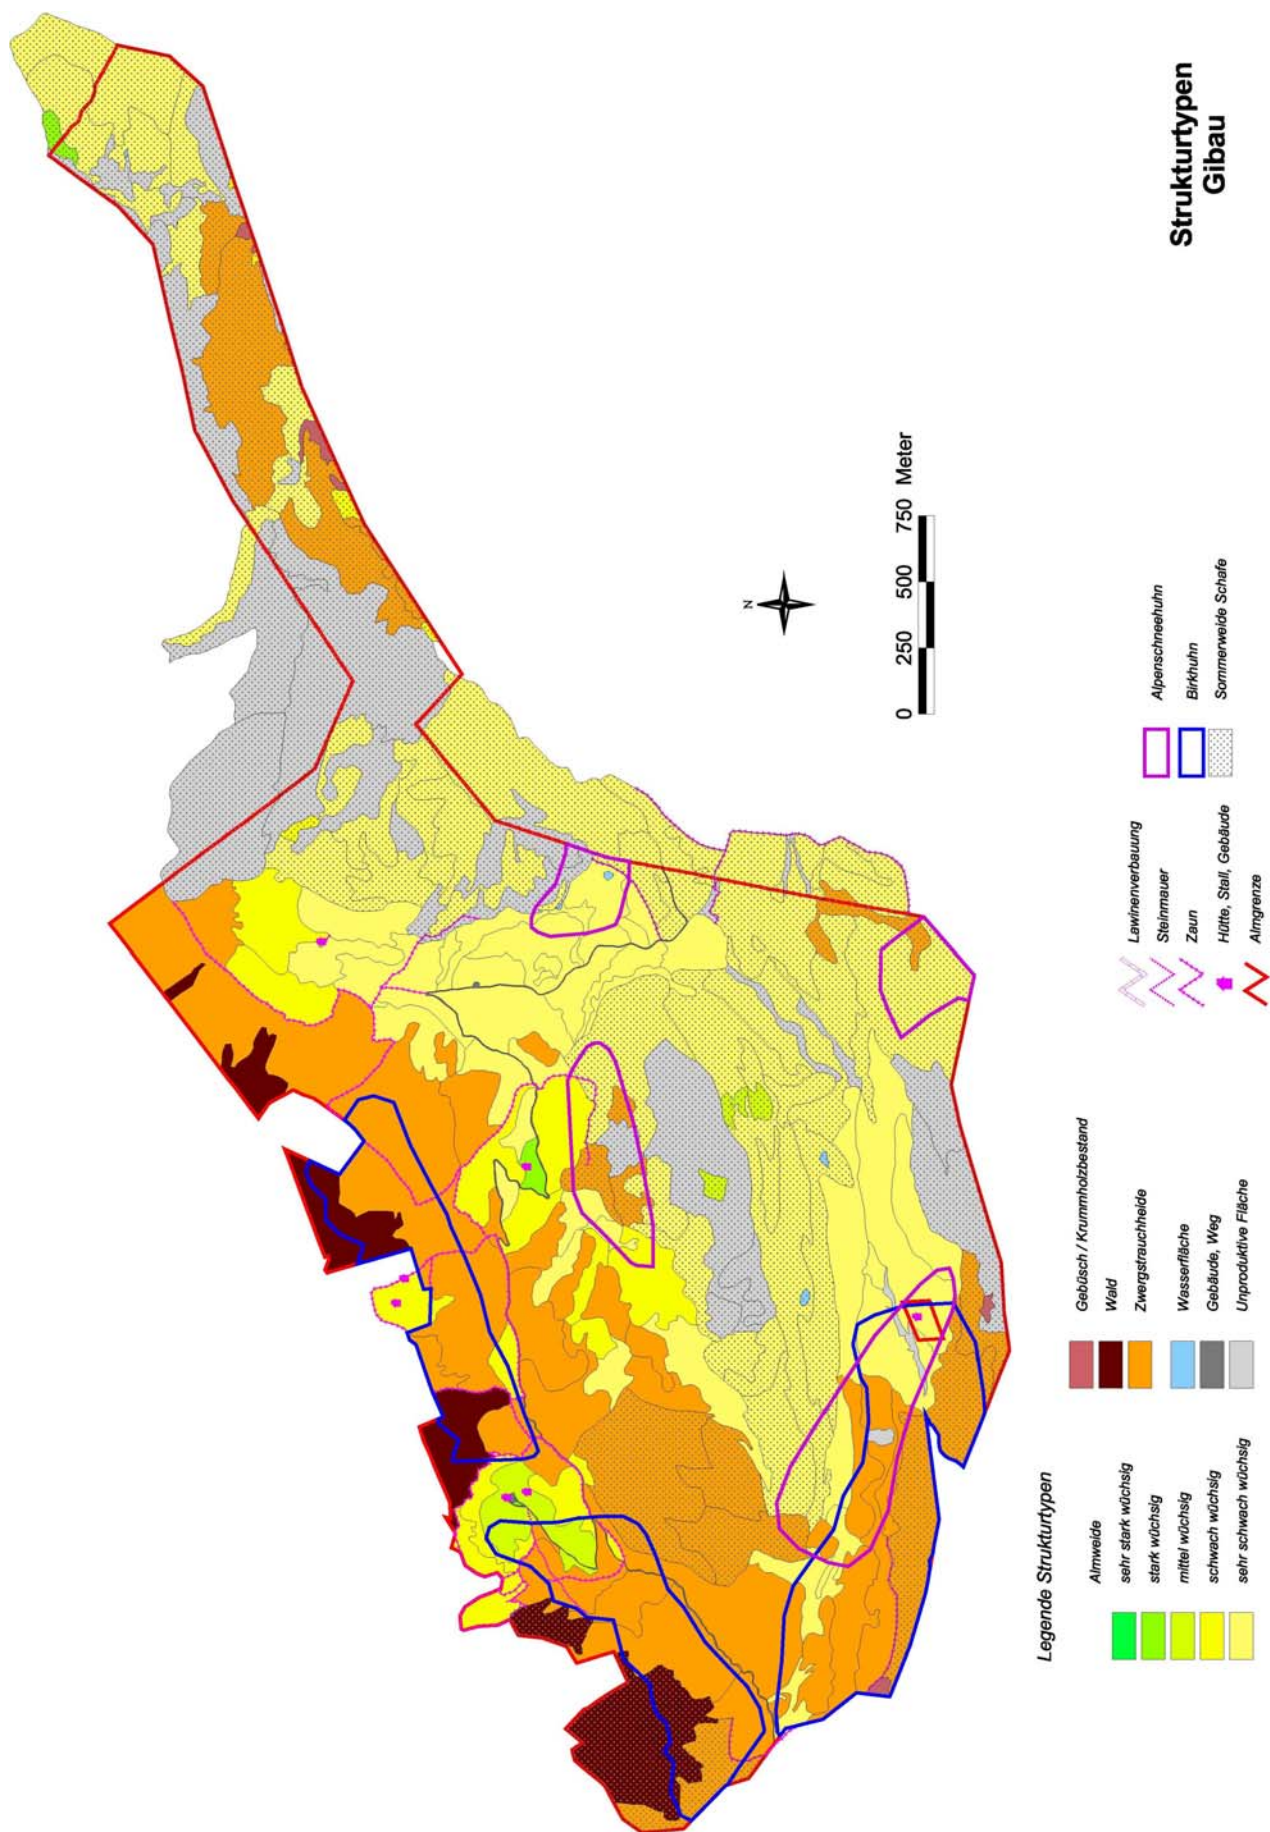 Strukturtypen
Gibau
N
0 250 500 750 Meter
Legende Strukturtypen
Almweide
sehr stark wüchsig
stark wüchsig
mittel wüchsig
schwach wüchsig
sehr schwach wüchsig
Gebüsch / Krummholzbestand
Wald
Zwergstrauchheide
Wasserfläche
Gebäude, Weg
Unproduktive Fläche
Lawinenverbauung
Steinmauer
Zaun
Hütte, Stall, Gebäude
Almgrenze
Alpenschneehuhn
Birkhuhn
Sommerweide Schafe